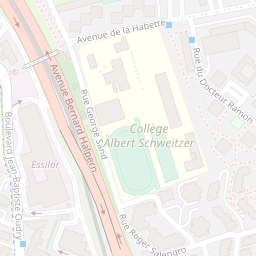 Avenue de la Habette
Rue du Docteur Ramon
Avenue Bernard Halpern
Rue George Sand
Collège
Albert Schweitzer
Essilor
Boulevard Jean-Baptiste Oudry
Rue Roger Salengro